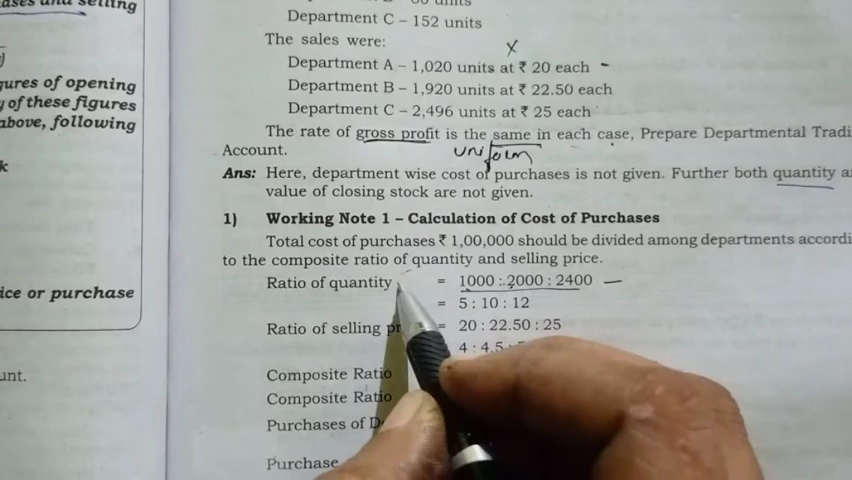 selling
gures of opening
of these figures
above, following
k
ice or purchase
unt.
units
Department C – 152 units
The sales were:
x
Department A – 1,020 units at ₹ 20 each -
Department B – 1,920 units at ₹ 22.50 each
Department C – 2,496 units at ₹ 25 each
The rate of gross profit is the same in each case, Prepare Departmental Tradi
Account.
uniform
Ans: Here, department wise cost of purchases is not given. Further both quantity a
value of closing stock are not given.
1) Working Note 1 – Calculation of Cost of Purchases
Total cost of purchases ₹ 1,00,000 should be divided among departments accordi
to the composite ratio of quantity and selling price.
Ratio of quantity = 1000 : 2000 : 2400 –
= 5 : 10 : 12
Ratio of selling pr = 20 : 22.50 : 25
4 : 4.5 :
Composite Ratio
Composite Ratio
Purchases of D
Purchase